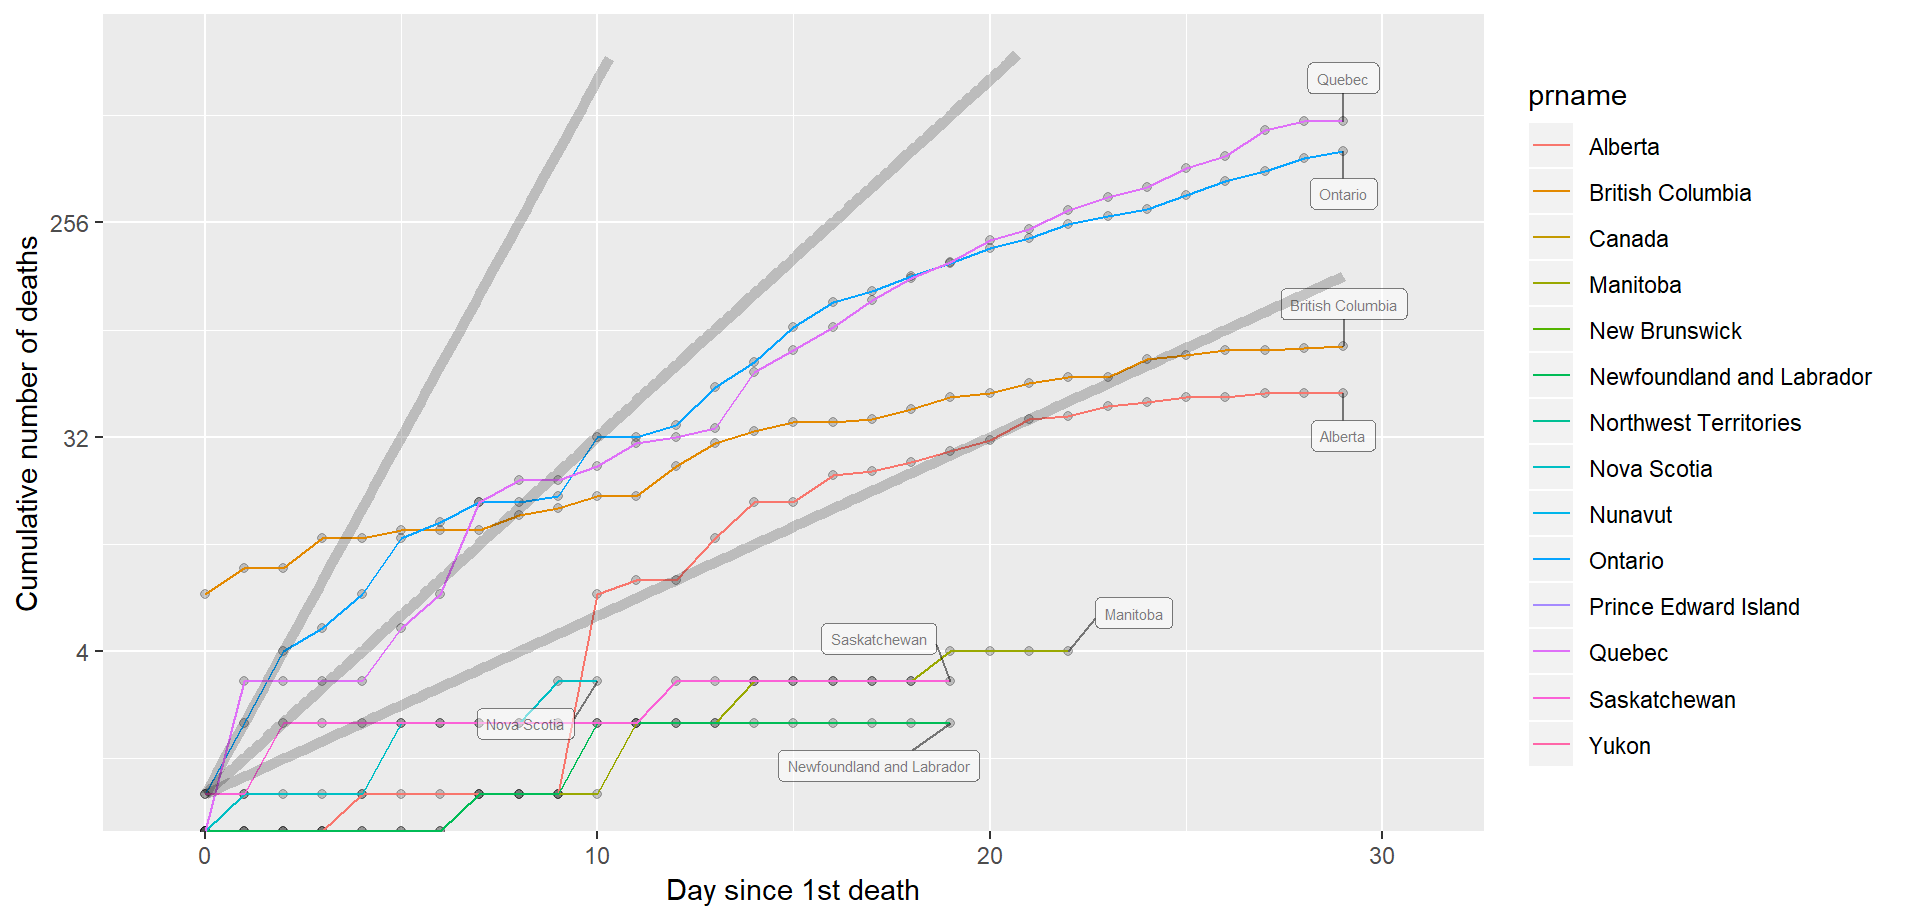 Cumulative number of deaths
256
32
4
0
10
20
30
Day since 1st death
Quebec
Ontario
British Columbia
Alberta
Manitoba
Saskatchewan
Nova Scotia
Newfoundland and Labrador
prname
Alberta
British Columbia
Canada
Manitoba
New Brunswick
Newfoundland and Labrador
Northwest Territories
Nova Scotia
Nunavut
Ontario
Prince Edward Island
Quebec
Saskatchewan
Yukon